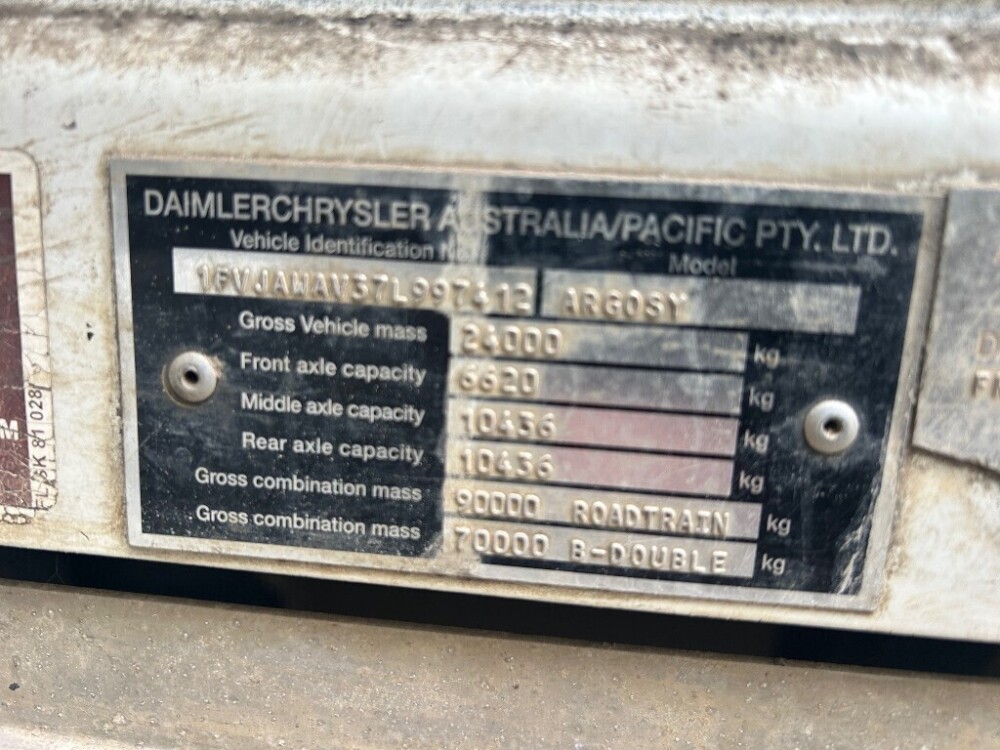 DAIMLERCHRYSLER AUSTRALIA/PACIFIC PTY. LTD.
Vehicle Identification No. Model
1FVJAWAV37L997412 ARGOSY
Gross Vehicle mass 24000 kg
Front axle capacity 6620 kg
Middle axle capacity 10436 kg
Rear axle capacity 10436 kg
Gross combination mass 90000 ROADTRAIN kg
Gross combination mass 70000 B-DOUBLE kg